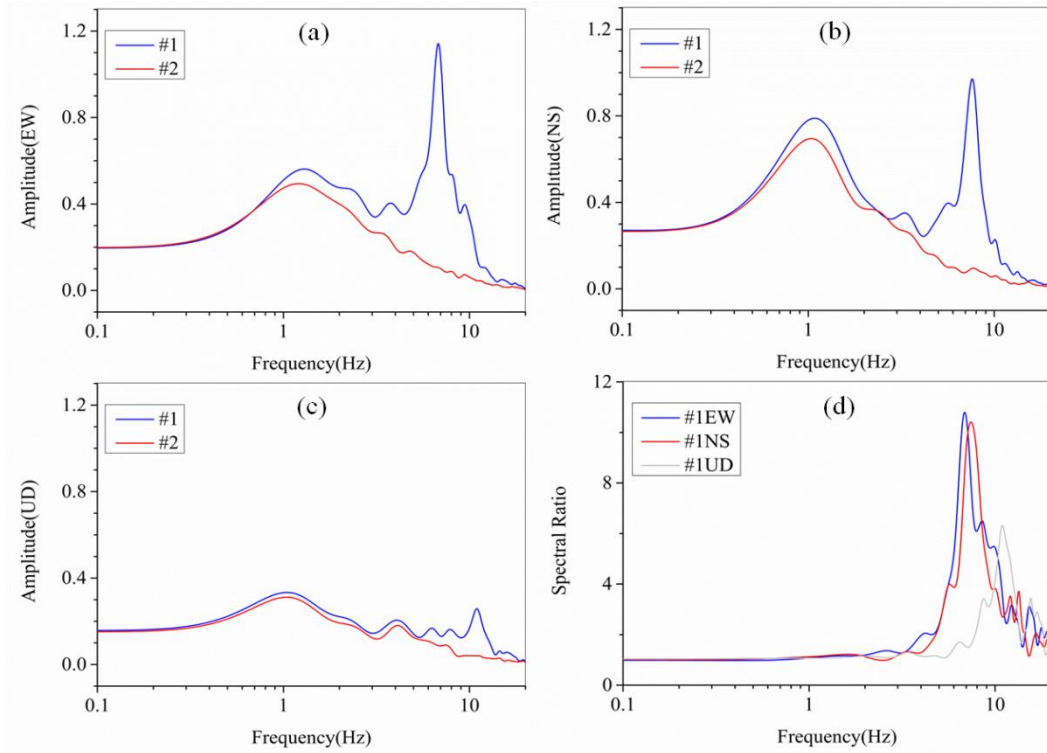 (a)
#1
#2
1.2
0.8
0.4
0.0
Amplitude(EW)
0.1
1
10
Frequency(Hz)
(b)
#1
#2
1.2
0.8
0.4
0.0
Amplitude(NS)
0.1
1
10
Frequency(Hz)
(c)
#1
#2
1.2
0.8
0.4
0.0
Amplitude(UD)
0.1
1
10
Frequency(Hz)
(d)
#1EW
#1NS
#1UD
12
8
4
0
Spectral Ratio
0.1
1
10
Frequency(Hz)